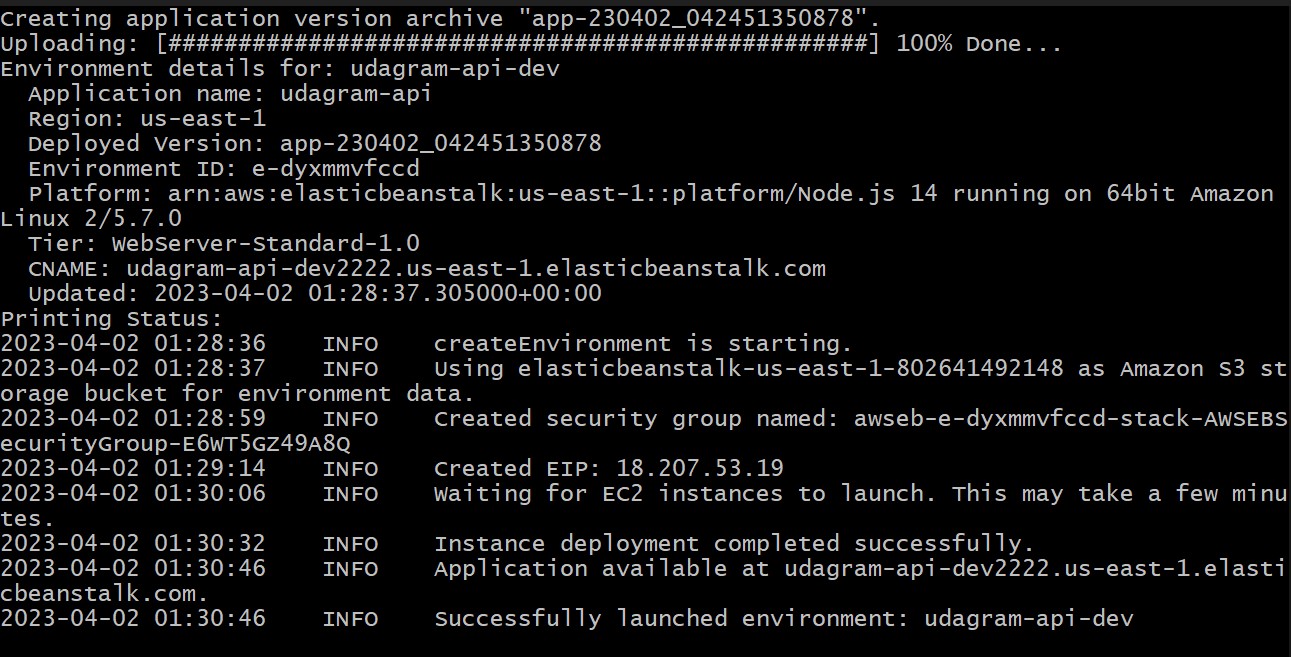 Creating application version archive "app-230402_042451350878".
Uploading: [##################################################] 100% Done...
Environment details for: udagram-api-dev
  Application name: udagram-api
  Region: us-east-1
  Deployed Version: app-230402_042451350878
  Environment ID: e-dyxmmvfccd
  Platform: arn:aws:elasticbeanstalk:us-east-1::platform/Node.js 14 running on 64bit Amazon
Linux 2/5.7.0
  Tier: WebServer-Standard-1.0
  CNAME: udagram-api-dev2222.us-east-1.elasticbeanstalk.com
  Updated: 2023-04-02 01:28:37.305000+00:00
Printing Status:
2023-04-02 01:28:36    INFO    createEnvironment is starting.
2023-04-02 01:28:37    INFO    Using elasticbeanstalk-us-east-1-802641492148 as Amazon S3 st
orage bucket for environment data.
2023-04-02 01:28:59    INFO    Created security group named: awseb-e-dyxmmvfccd-stack-AWSEBS
ecurityGroup-E6WT5GZ49A8Q
2023-04-02 01:29:14    INFO    Created EIP: 18.207.53.19
2023-04-02 01:30:06    INFO    Waiting for EC2 instances to launch. This may take a few minu
tes.
2023-04-02 01:30:32    INFO    Instance deployment completed successfully.
2023-04-02 01:30:46    INFO    Application available at udagram-api-dev2222.us-east-1.elasti
cbeanstalk.com.
2023-04-02 01:30:46    INFO    Successfully launched environment: udagram-api-dev